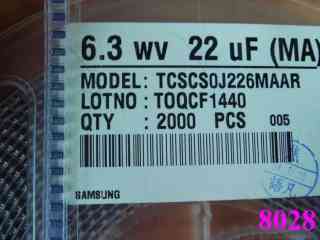 6.3 wv 22 uF (MA)
MODEL: TCSCS0J226MAAR
LOTNO : TOQCF1440
QTY : 2000 PCS 005
SAMSUNG
8028